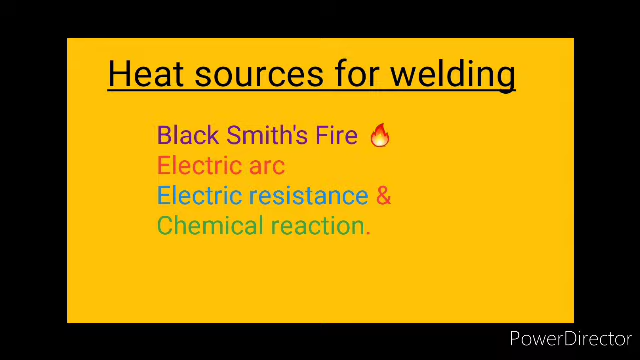 Heat sources for welding
Black Smith's Fire 🔥
Electric arc
Electric resistance &
Chemical reaction.
PowerDirector